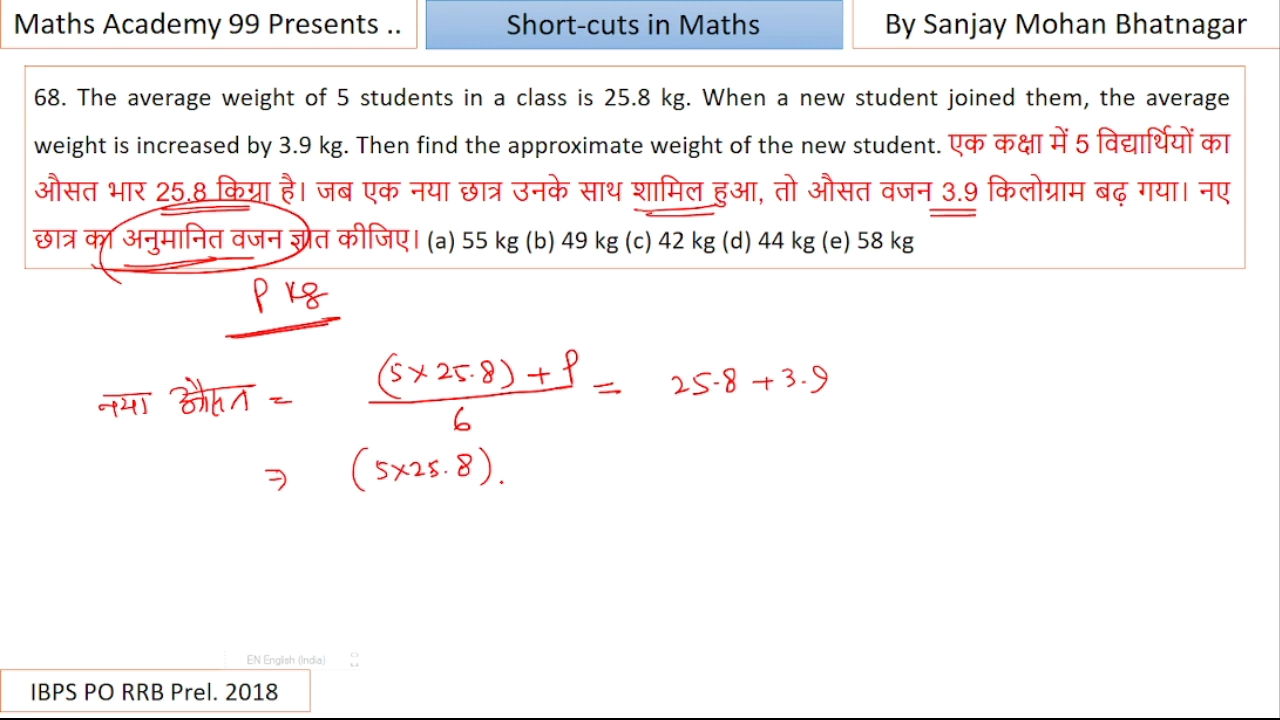 Maths Academy 99 Presents ..
Short-cuts in Maths
By Sanjay Mohan Bhatnagar
68. The average weight of 5 students in a class is 25.8 kg. When a new student joined them, the average
weight is increased by 3.9 kg. Then find the approximate weight of the new student. एक कक्षा में 5 विद्यार्थियों का
औसत भार 25.8 किग्रा है। जब एक नया छात्र उनके साथ शामिल हुआ, तो औसत वजन 3.9 किलोग्राम बढ़ गया। नए
छात्र का अनुमानित वजन ज्ञात कीजिए। (a) 55 kg (b) 49 kg (c) 42 kg (d) 44 kg (e) 58 kg
P kg
नया औसत = (5×25.8) + P = 25.8 + 3.9
6
⇒ (5×25.8).
EN English (India)
IBPS PO RRB Prel. 2018